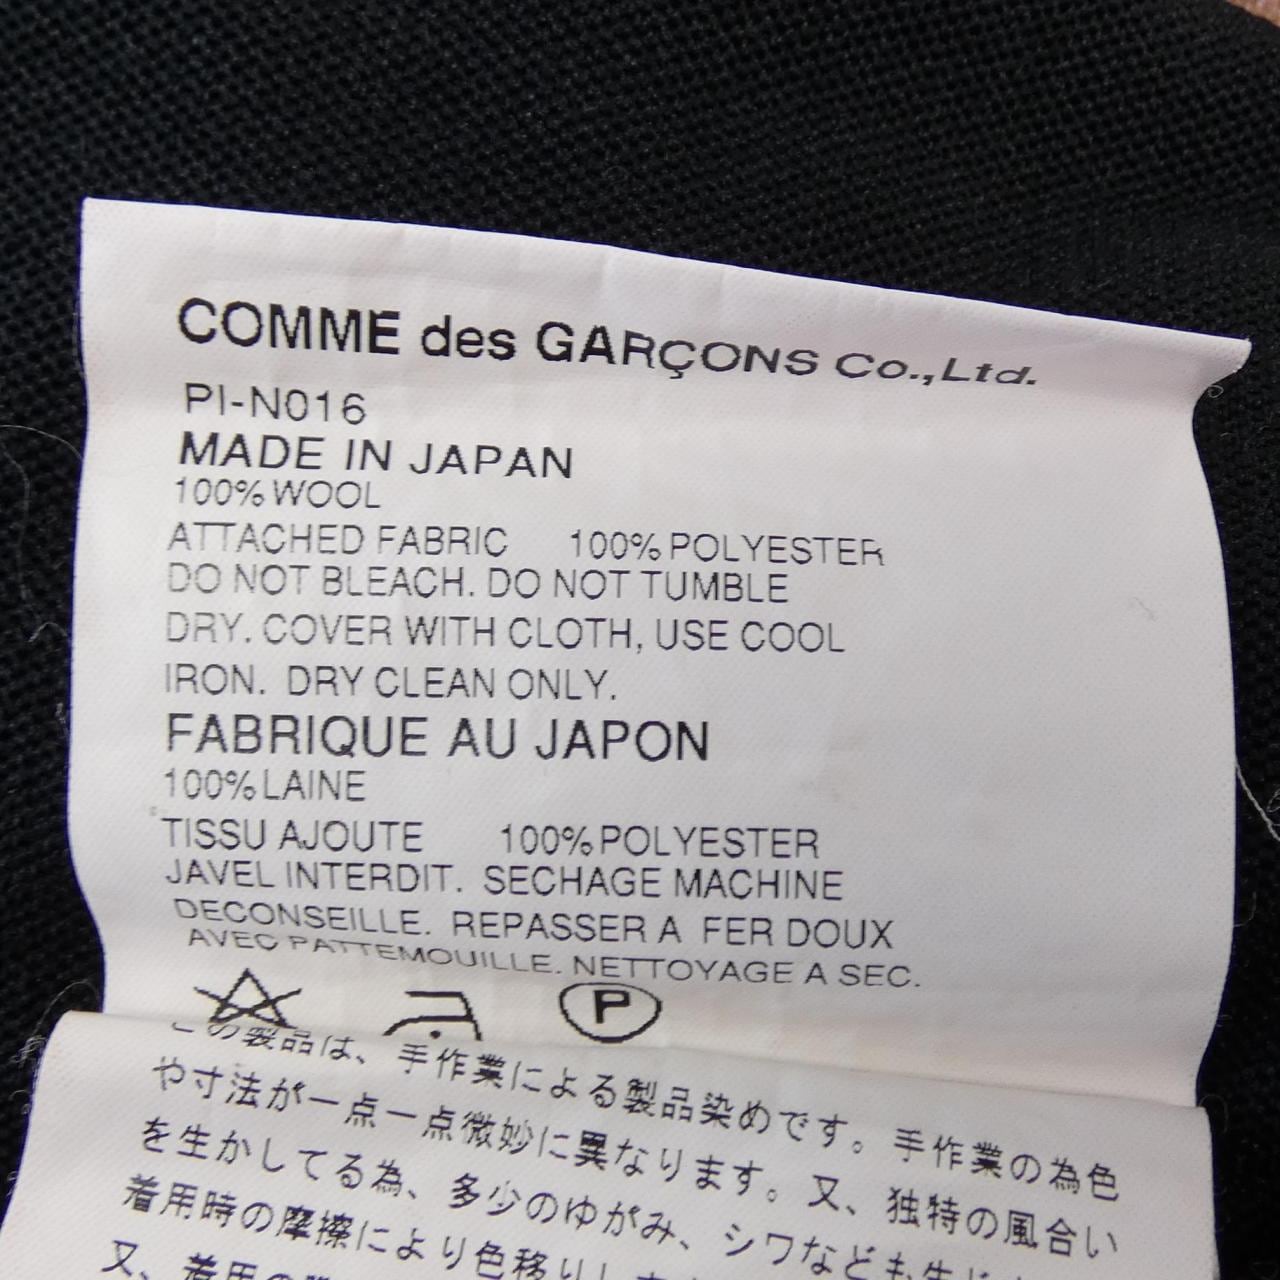 COMME des GARÇONS Co.,Ltd.
PI-N016
MADE IN JAPAN
100% WOOL
ATTACHED FABRIC 100% POLYESTER
DO NOT BLEACH. DO NOT TUMBLE
DRY. COVER WITH CLOTH, USE COOL
IRON. DRY CLEAN ONLY.
FABRIQUE AU JAPON
100% LAINE
TISSU AJOUTE 100% POLYESTER
JAVEL INTERDIT. SECHAGE MACHINE
DECONSEILLE. REPASSER A FER DOUX
AVEC PATTEMOUILLE. NETTOYAGE A SEC.
P
この製品は、手作業による製品染めです。手作業の為色
や寸法が一点一点微妙に異なります。又、独特の風合い
を生かしてる為、多少のゆがみ、シワなども生じ
着用時の摩擦により色移りし
又、着用の